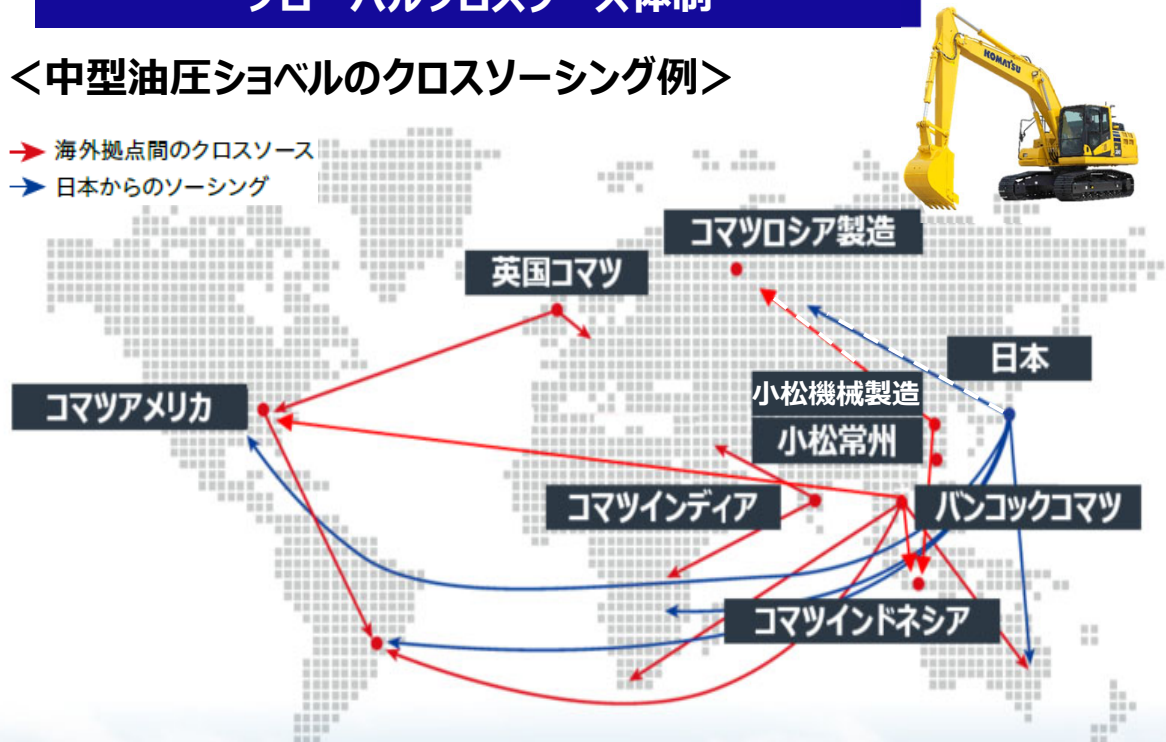 ＜中型油圧ショベルのクロスソーシング例＞
KOMATSU
海外拠点間のクロスソース
日本からのソーシング
コマツロシア製造
英国コマツ
日本
コマツアメリカ
小松機械製造
小松常州
コマツインディア
バンコックコマツ
コマツインドネシア